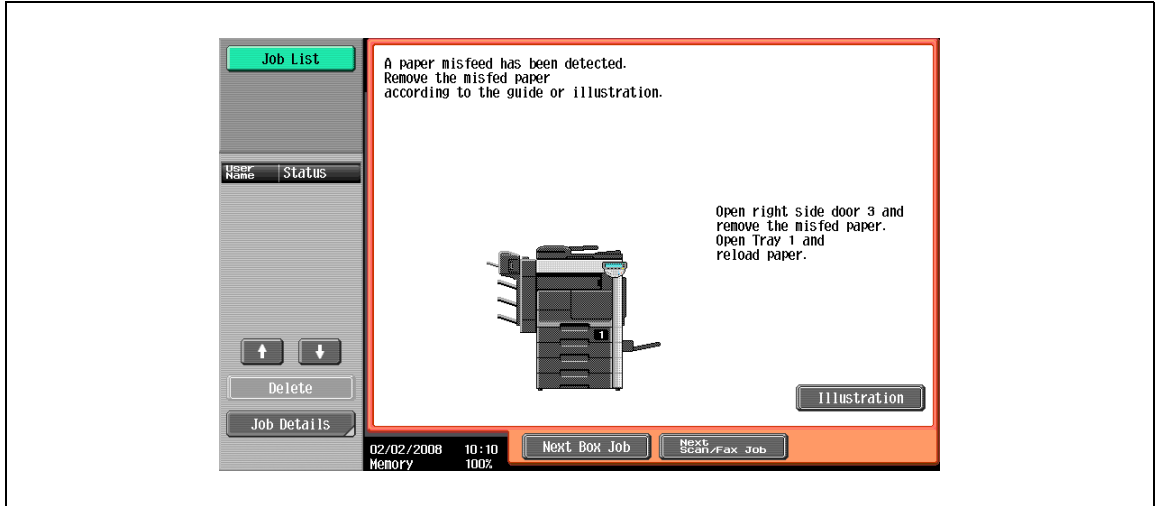 Job List
A paper misfeed has been detected.
Remove the misfed paper
according to the guide or illustration.
User Name
Status
Open right side door 3 and
remove the misfed paper.
Open Tray 1 and
reload paper.
1
Delete
Illustration
Job Details
02/02/2008 10:10
Memory 100%
Next Box Job
Next
Scan/Fax Job